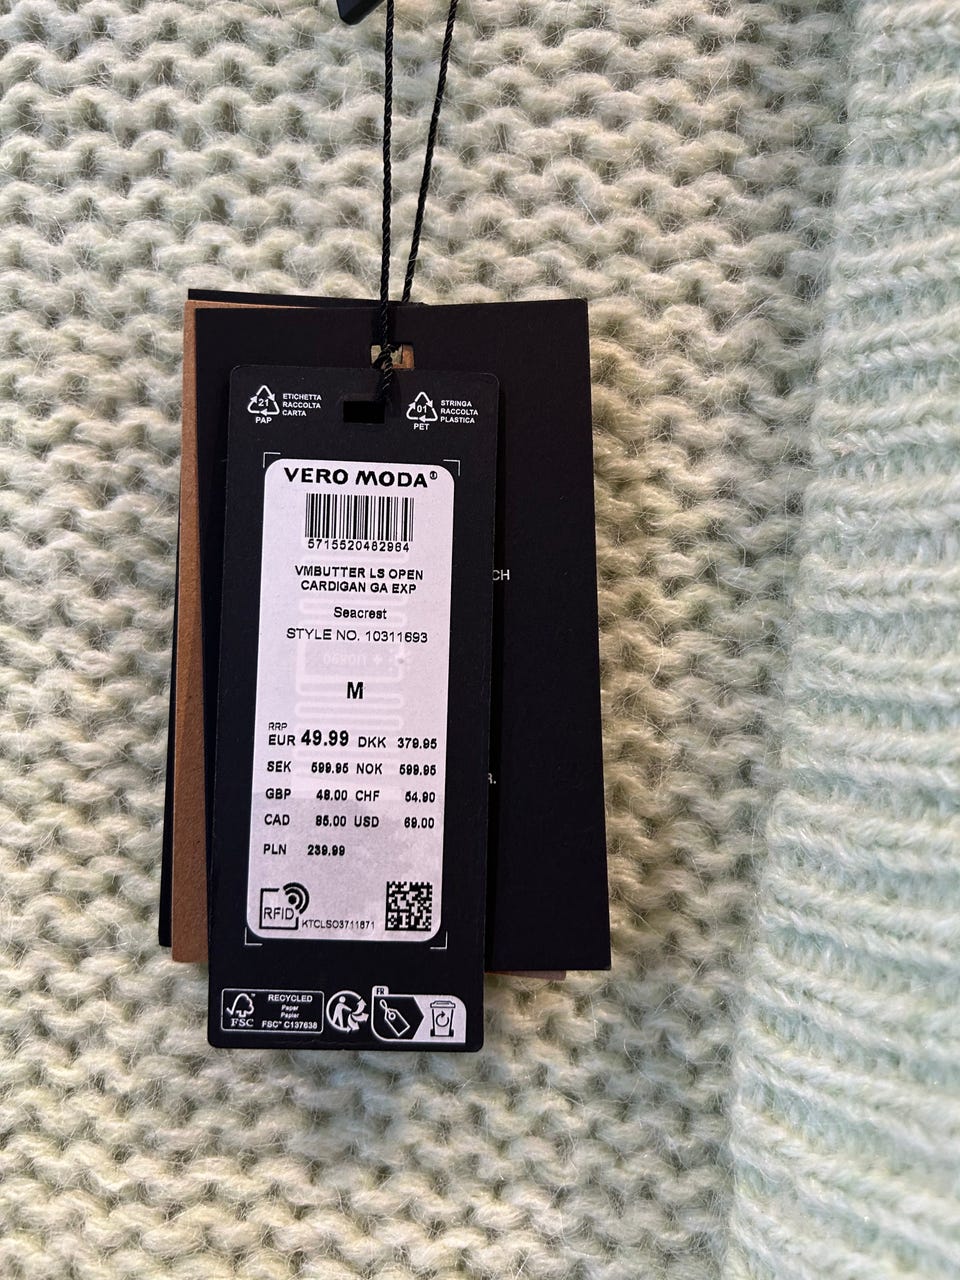 21
PAP
ETICHETTA
RACCOLTA
CARTA
01
PET
STRINGA
RACCOLTA
PLASTICA
VERO MODA®
5715520482984
VMBUTTER LS OPEN
CARDIGAN GA EXP
Seacrest
STYLE NO. 10311693
M
RRP
EUR 49.99 DKK 379.95
SEK 599.95 NOK 599.95
GBP 48.00 CHF 54.90
CAD 95.00 USD 69.00
PLN 239.99
RFID
KTCLSO3711871
CH
R.
FSC
RECYCLED
Paper
Papier
FSC™ C137638
FR